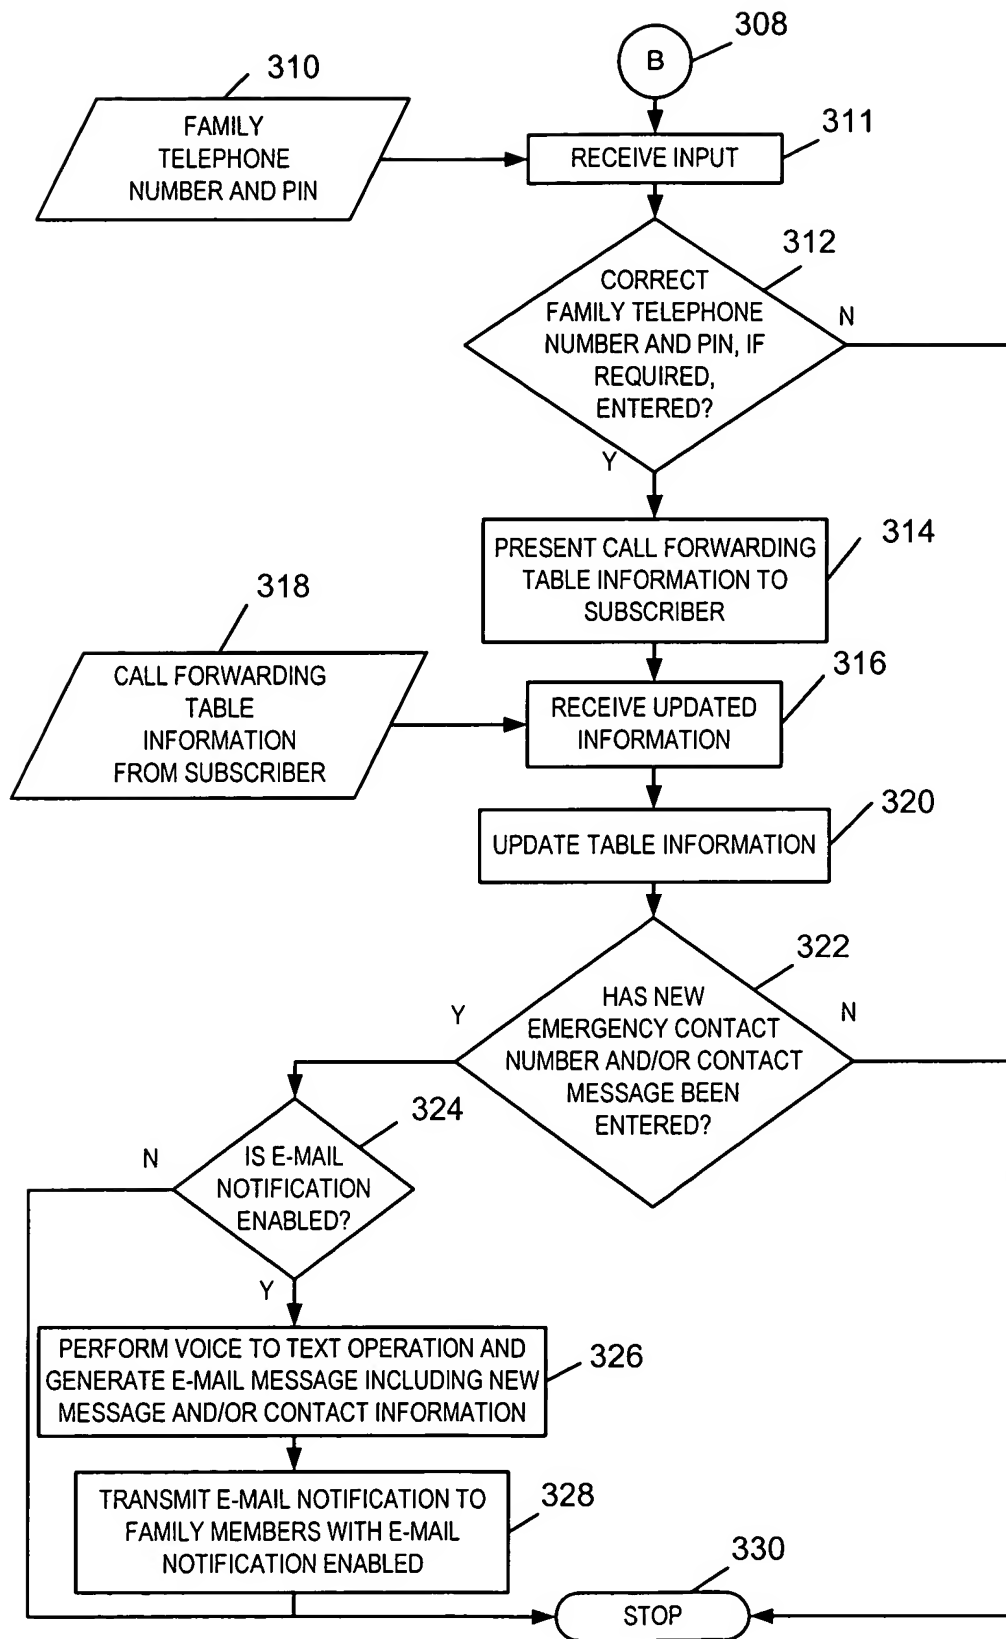 308
B
310
FAMILY
TELEPHONE
NUMBER AND PIN
311
RECEIVE INPUT
312
CORRECT
FAMILY TELEPHONE
NUMBER AND PIN, IF
REQUIRED,
ENTERED?
N
Y
314
PRESENT CALL FORWARDING
TABLE INFORMATION TO
SUBSCRIBER
318
CALL FORWARDING
TABLE
INFORMATION
FROM SUBSCRIBER
316
RECEIVE UPDATED
INFORMATION
320
UPDATE TABLE INFORMATION
322
HAS NEW
EMERGENCY CONTACT
NUMBER AND/OR CONTACT
MESSAGE BEEN
ENTERED?
Y
N
324
IS E-MAIL
NOTIFICATION
ENABLED?
N
Y
PERFORM VOICE TO TEXT OPERATION AND
GENERATE E-MAIL MESSAGE INCLUDING NEW
MESSAGE AND/OR CONTACT INFORMATION
326
TRANSMIT E-MAIL NOTIFICATION TO
FAMILY MEMBERS WITH E-MAIL
NOTIFICATION ENABLED
328
330
STOP